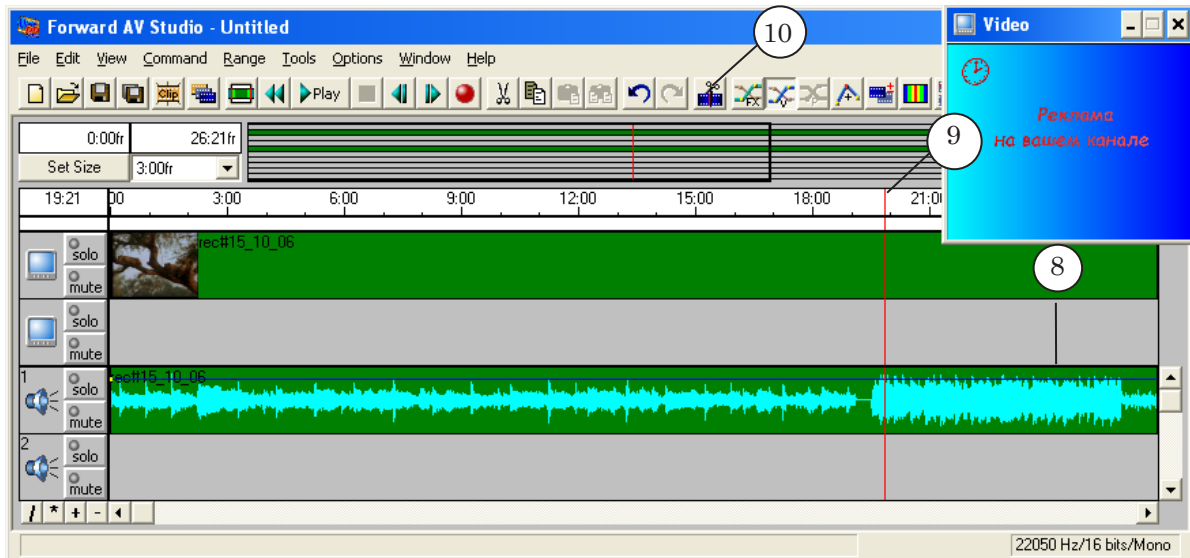 Forward AV Studio - Untitled
10
Video
File Edit View Command Range Tools Options Window Help
Clip Play FX V
Реклама
на вашем канале
9
0:00fr 26:21fr
Set Size 3:00fr
19:21 00 3:00 6:00 9:00 12:00 15:00 18:00 21:0
solo rec#15_10_06
mute
8
solo
mute
1 solo rec#15_10_06
mute
2 solo
mute
/ * + -
22050 Hz/16 bits/Mono